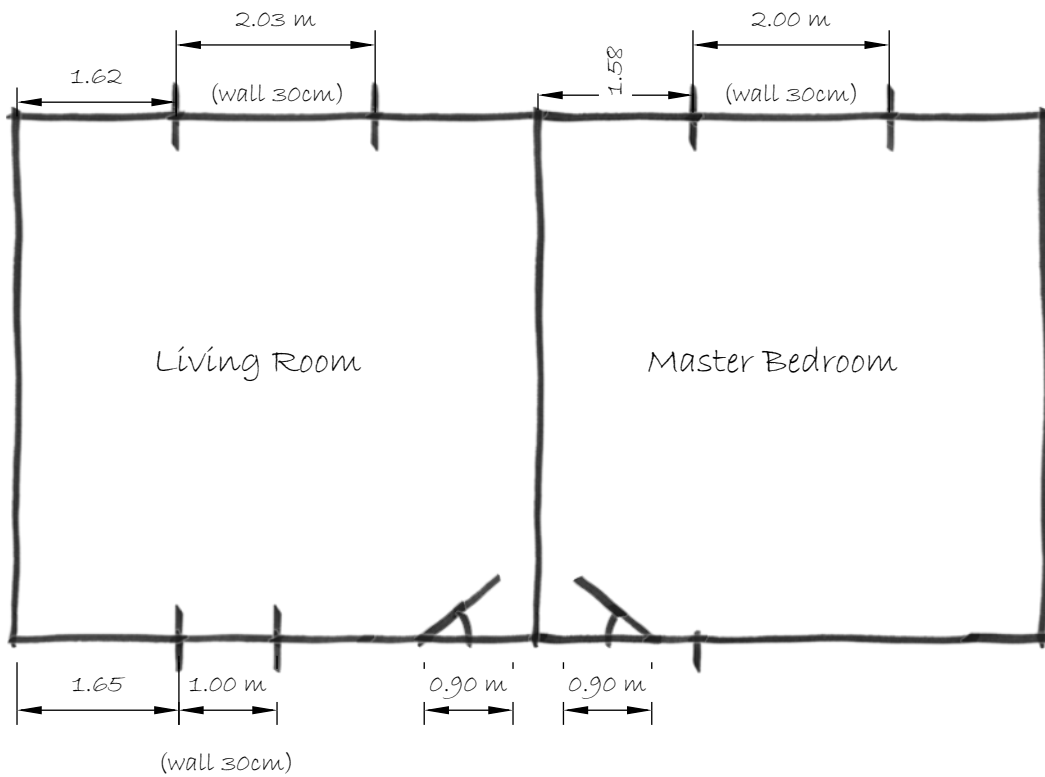 2.03 m
2.00 m
1.62
1.58
(wall 30cm)
(wall 30cm)
Living Room
Master Bedroom
1.65
1.00 m
0.90 m
0.90 m
(wall 30cm)